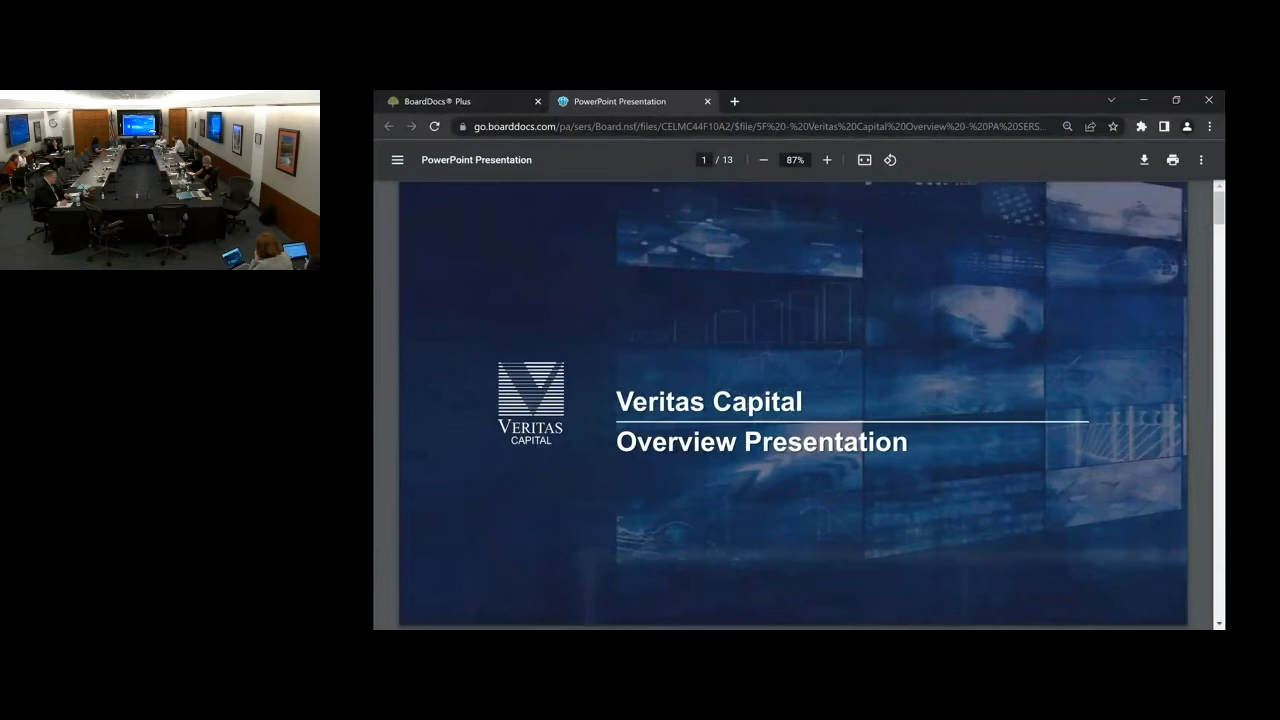 BoardDocs® Plus
PowerPoint Presentation
go.boarddocs.com/pa/sers/Board.nsf/files/CELMC44F10A2/$file/5F%20-%20Veritas%20Capital%20Overview%20-%20PA%20SERS...
PowerPoint Presentation
1 / 13
87%
VERITAS
CAPITAL
Veritas Capital
Overview Presentation